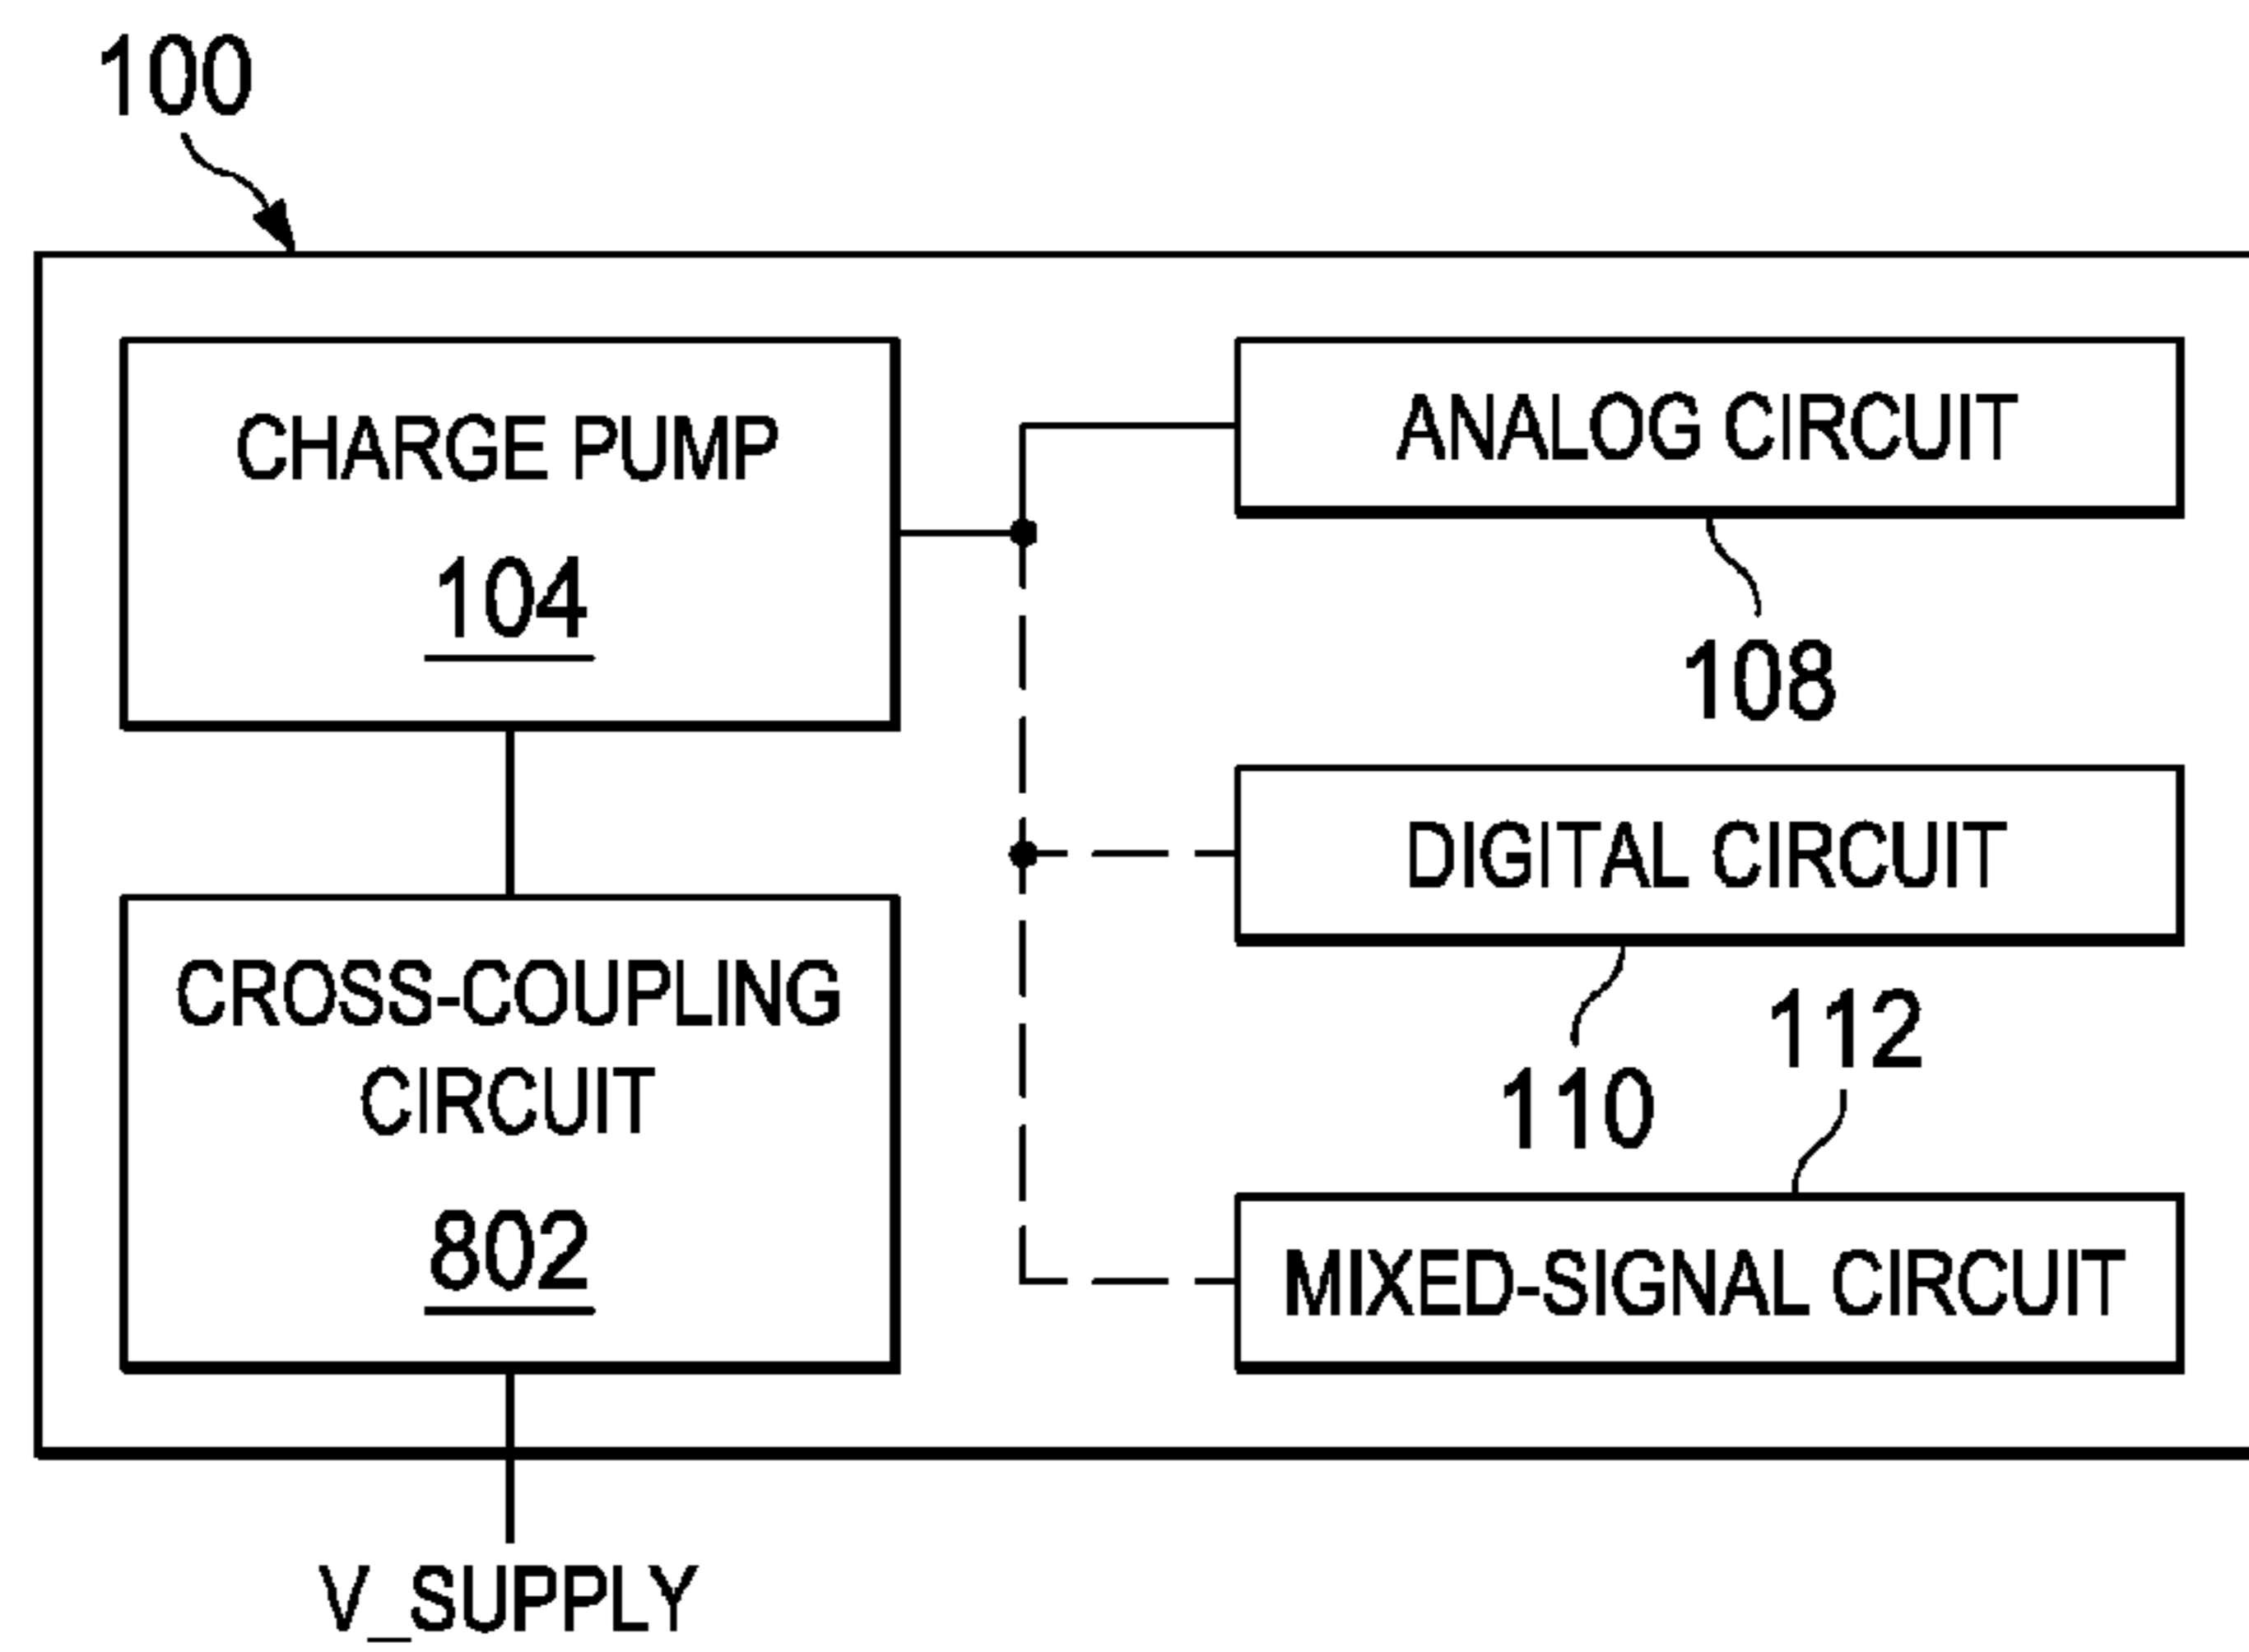 100
CHARGE PUMP
104
ANALOG CIRCUIT
108
DIGITAL CIRCUIT
110
112
CROSS-COUPLING
CIRCUIT
802
MIXED-SIGNAL CIRCUIT
V_SUPPLY